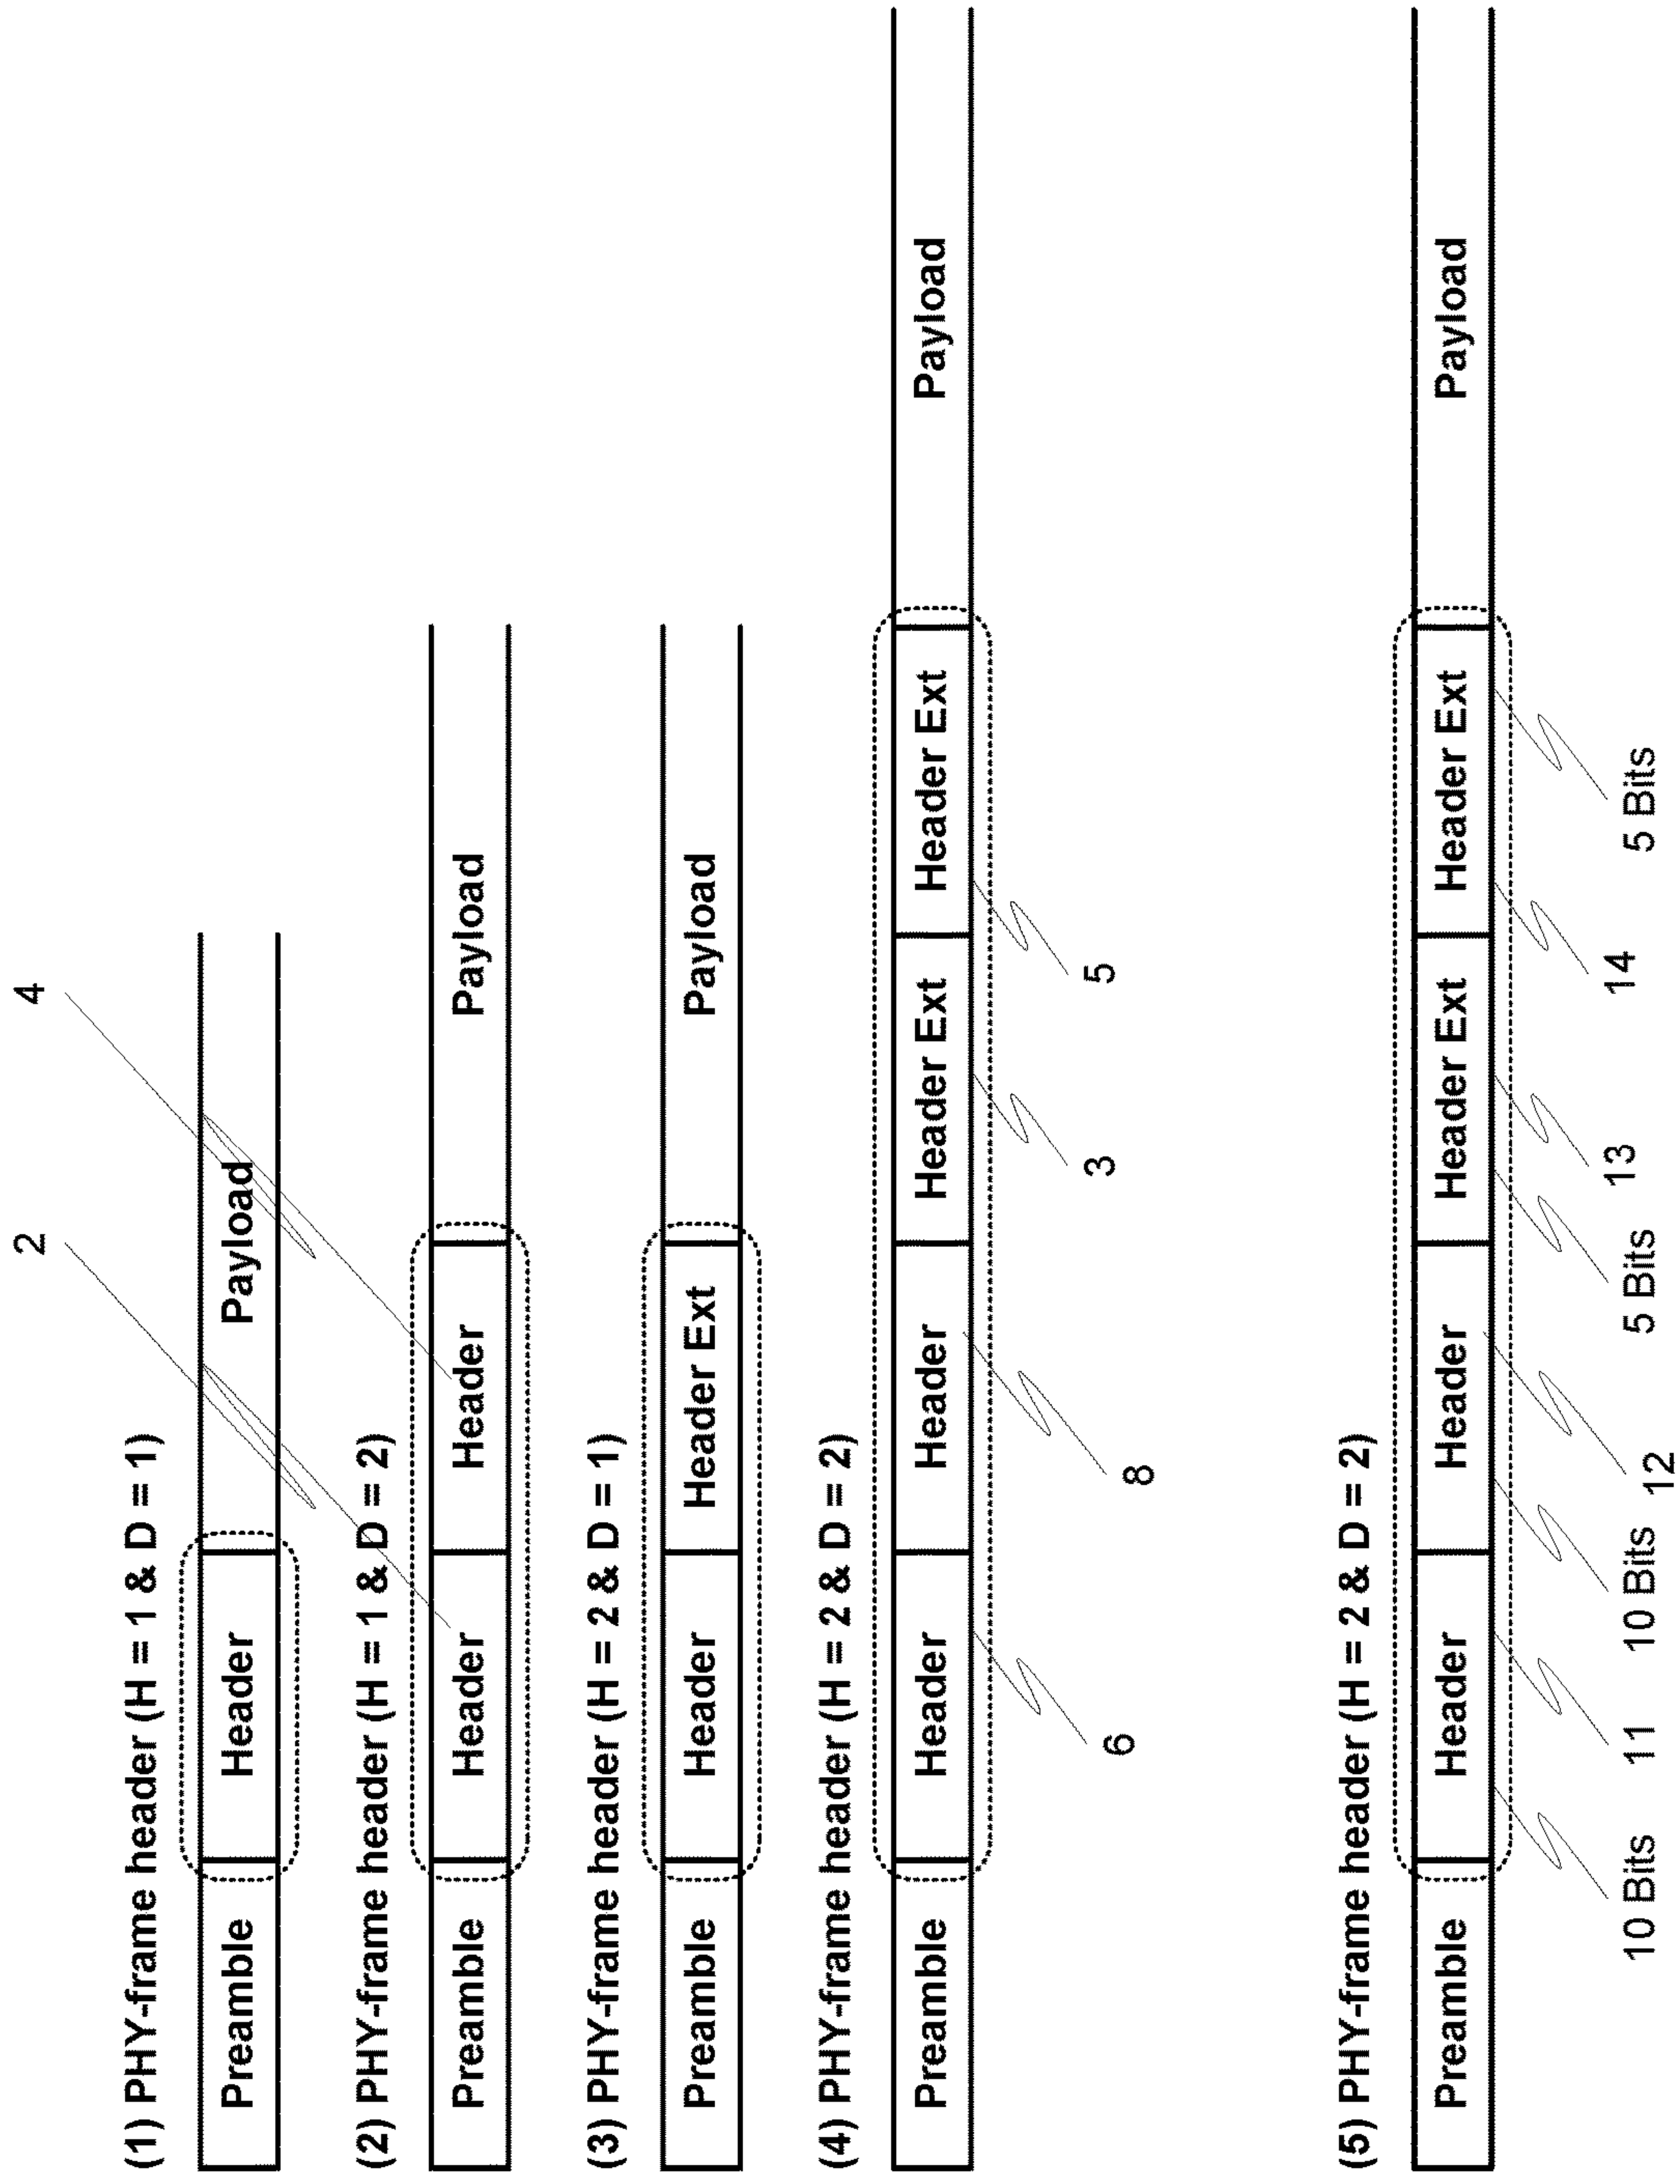 2 4
(1) PHY-frame header (H = 1 & D = 1)
Preamble Header Payload
(2) PHY-frame header (H = 1 & D = 2)
Preamble Header Header Payload
(3) PHY-frame header (H = 2 & D = 1)
Preamble Header Header Ext Payload
(4) PHY-frame header (H = 2 & D = 2)
Preamble Header Header Header Ext Header Ext Payload
6 8 3 5
(5) PHY-frame header (H = 2 & D = 2)
Preamble Header Header Header Ext Header Ext Payload
10 Bits 11 10 Bits 12 5 Bits 13 14 5 Bits